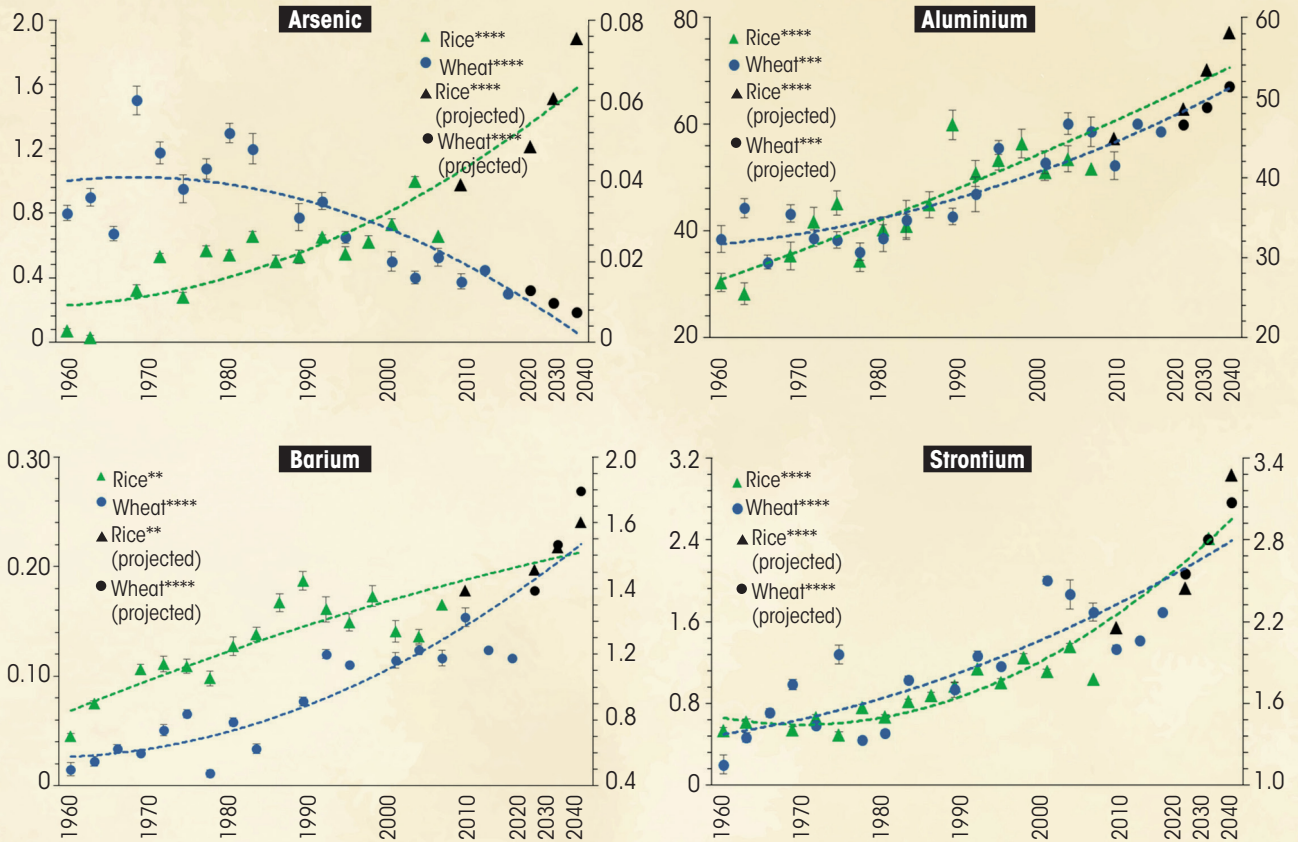 Arsenic
2.0
1.6
1.2
0.8
0.4
0
0.08
0.06
0.04
0.02
0
Rice****
Wheat****
Rice****
(projected)
Wheat****
(projected)
1960
1970
1980
1990
2000
2010
2020
2030
2040
Aluminium
80
60
40
20
60
50
40
30
20
Rice****
Wheat***
Rice****
(projected)
Wheat***
(projected)
1960
1970
1980
1990
2000
2010
2020
2030
2040
Barium
0.30
0.20
0.10
0
2.0
1.6
1.4
1.2
0.8
0.4
Rice**
Wheat****
Rice**
(projected)
Wheat****
(projected)
1960
1970
1980
1990
2000
2010
2020
2030
2040
Strontium
3.2
2.4
1.6
0.8
0
3.4
2.8
2.2
1.6
1.0
Rice****
Wheat****
Rice****
(projected)
Wheat****
(projected)
1960
1970
1980
1990
2000
2010
2020
2030
2040